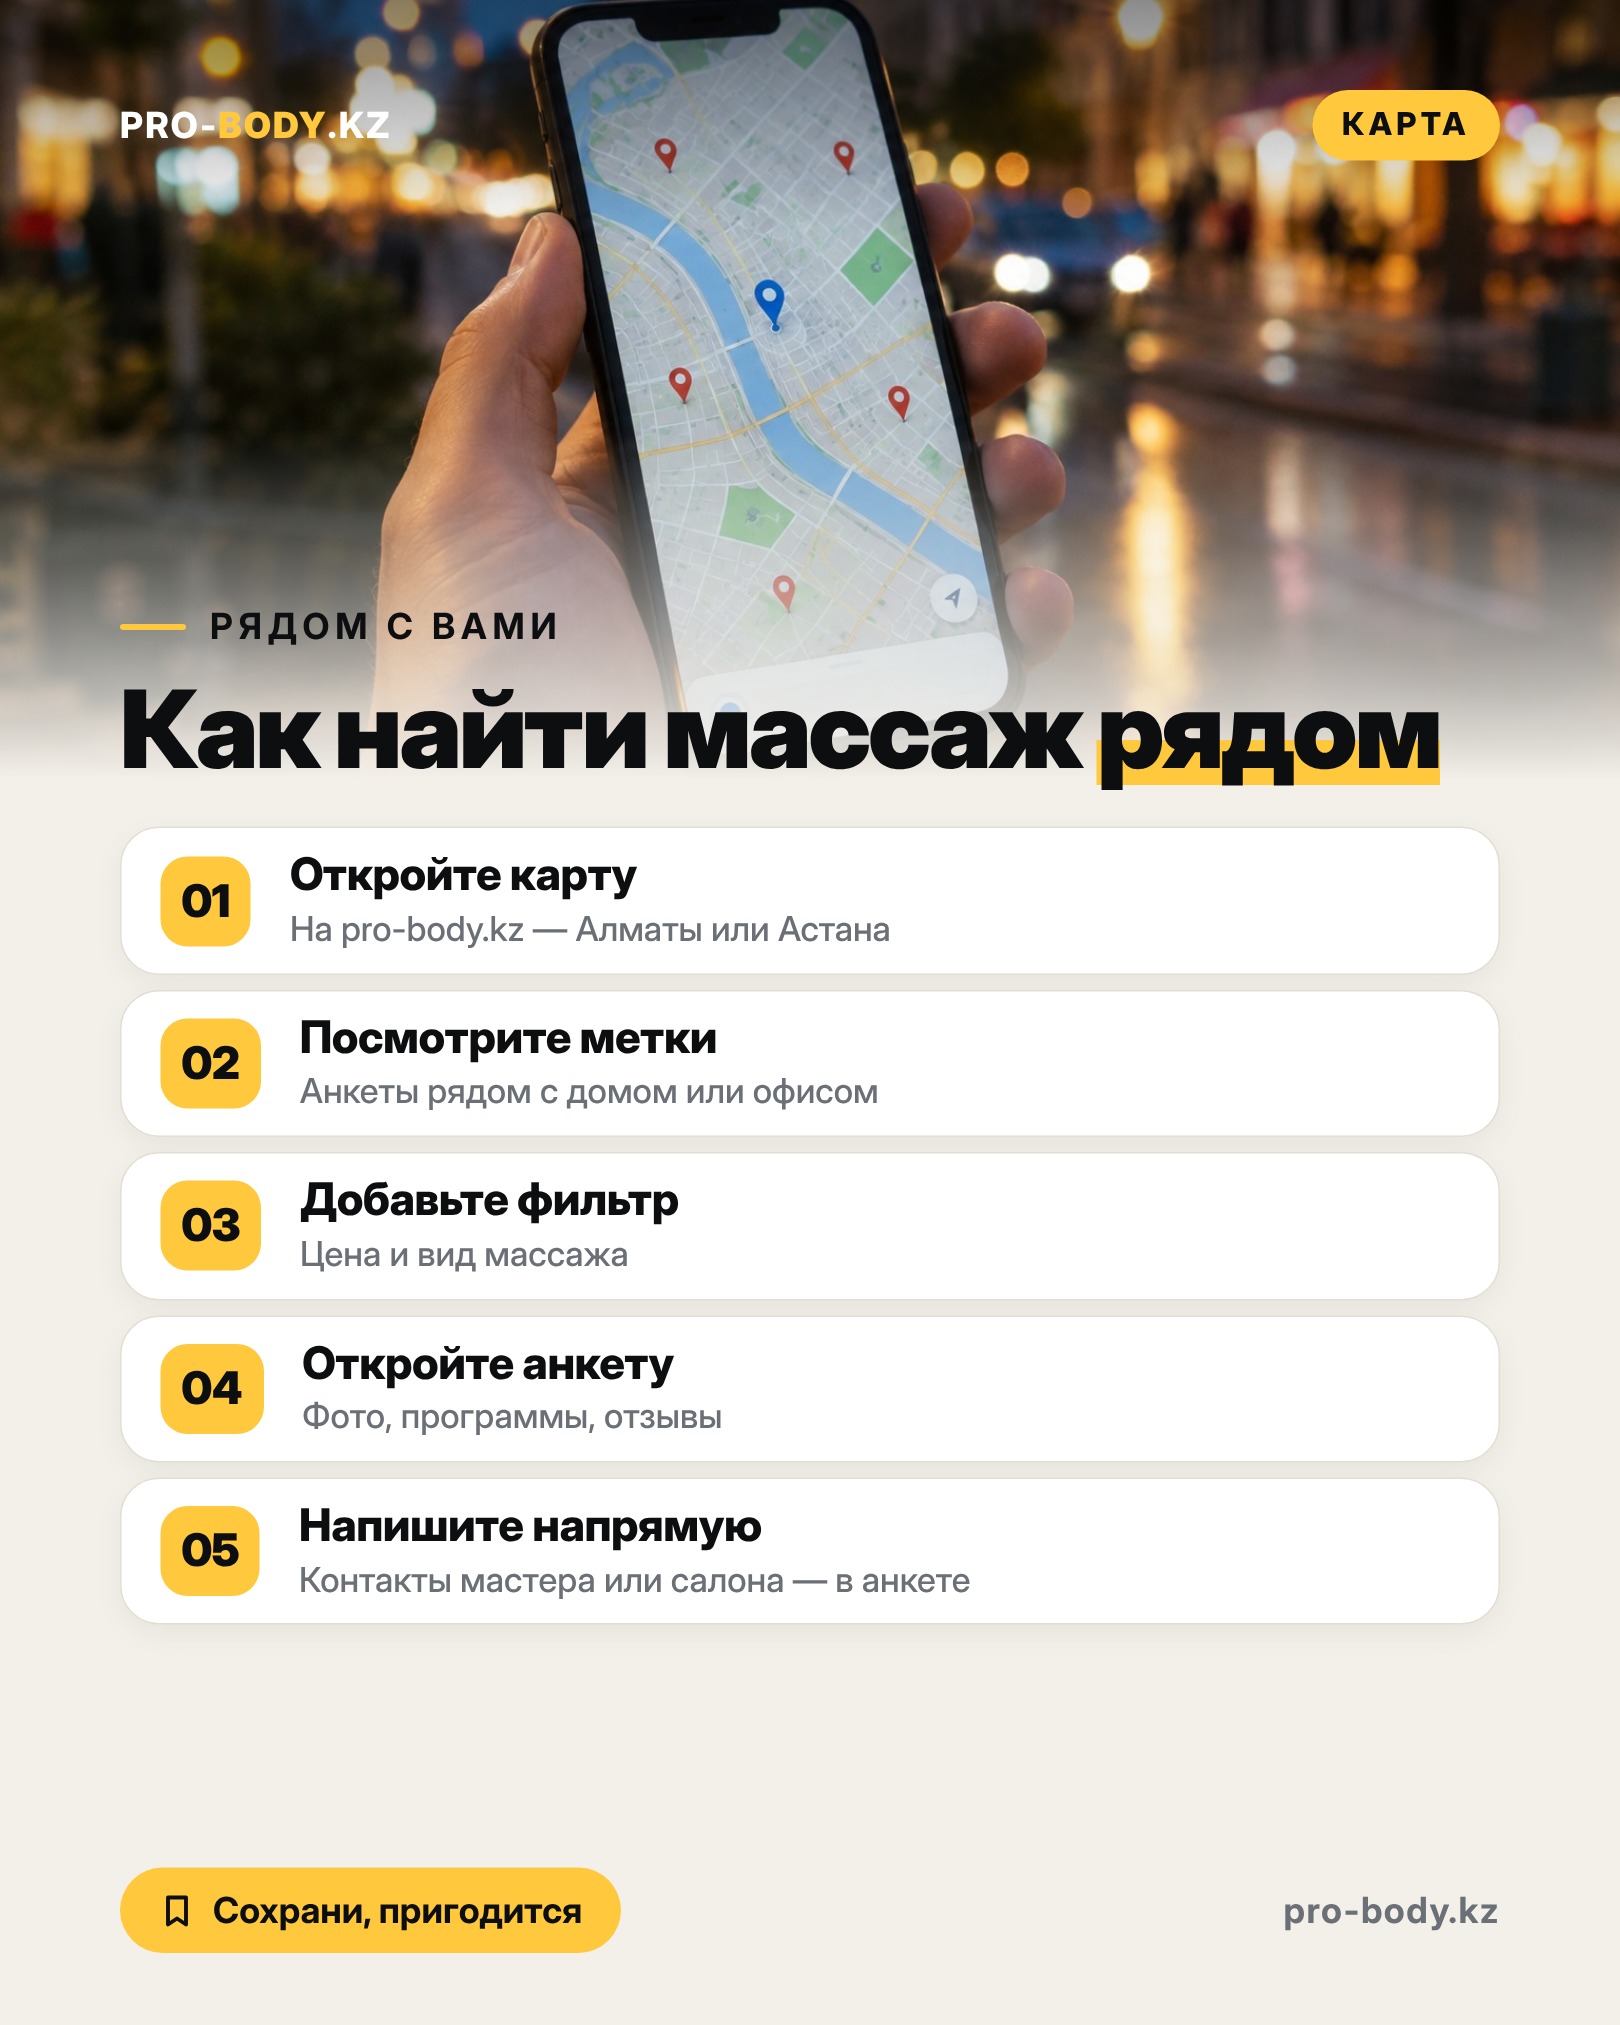 PRO-BODY.KZ
КАРТА
РЯДОМ С ВАМИ
Как найти массаж рядом
01
Откройте карту
На pro-body.kz — Алматы или Астана
02
Посмотрите метки
Анкеты рядом с домом или офисом
03
Добавьте фильтр
Цена и вид массажа
04
Откройте анкету
Фото, программы, отзывы
05
Напишите напрямую
Контакты мастера или салона — в анкете
Сохрани, пригодится
pro-body.kz